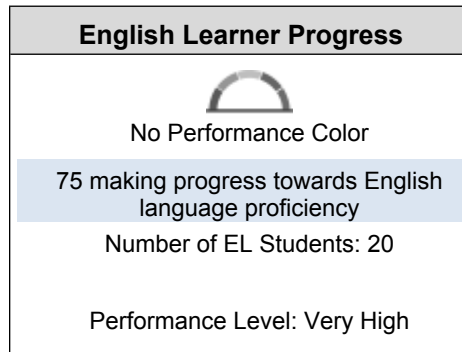 English Learner Progress
No Performance Color
75 making progress towards English
language proficiency
Number of EL Students: 20
Performance Level: Very High